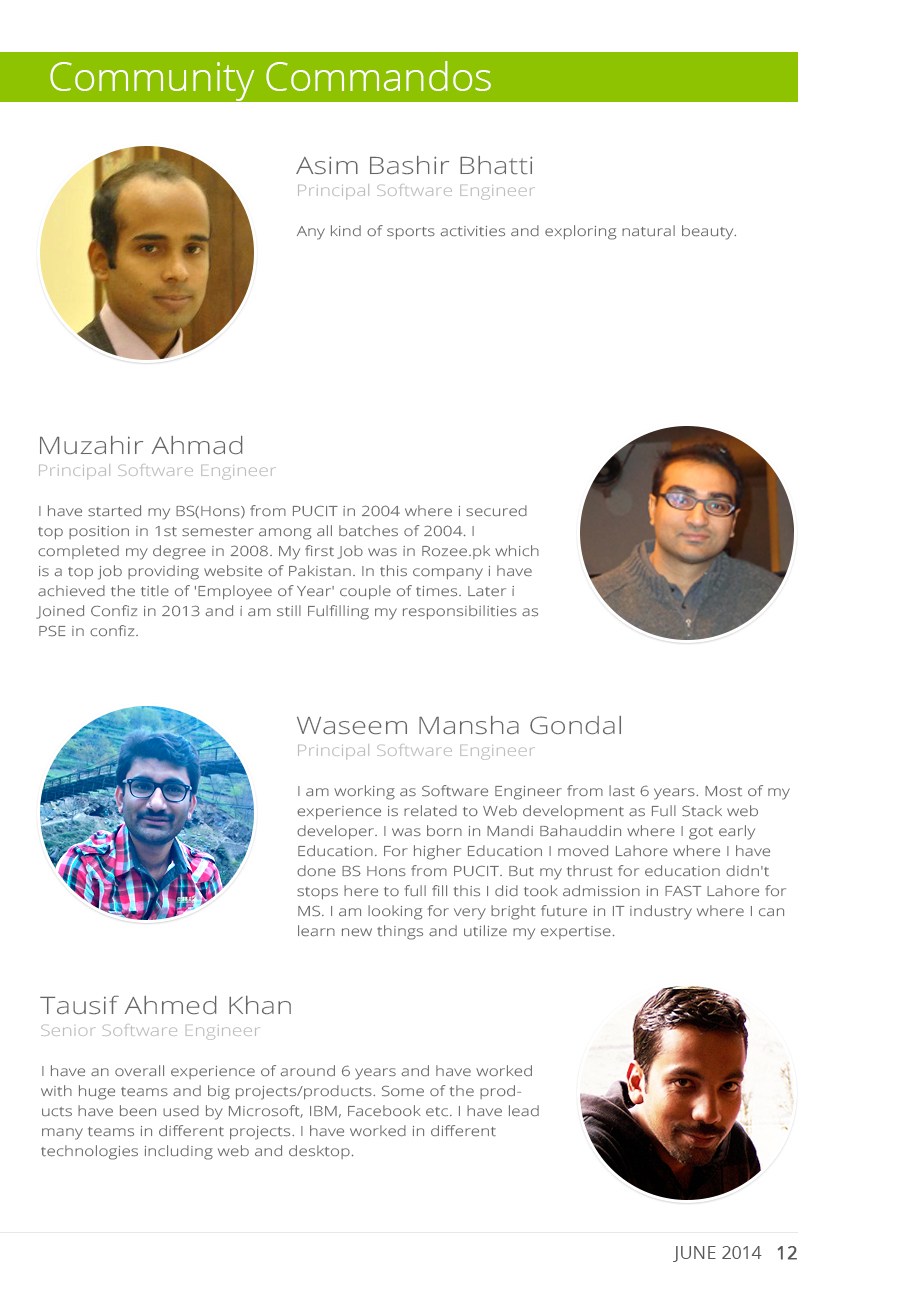 Community Commandos
Asim Bashir Bhatti
Principal Software Engineer
Any kind of sports activities and exploring natural beauty.
Muzahir Ahmad
Principal Software Engineer
I have started my BS(Hons) from PUCIT in 2004 where i secured
top position in 1st semester among all batches of 2004. I
completed my degree in 2008. My first Job was in Rozee.pk which
is a top job providing website of Pakistan. In this company i have
achieved the title of 'Employee of Year' couple of times. Later i
Joined Confiz in 2013 and i am still Fulfilling my responsibilities as
PSE in confiz.
Waseem Mansha Gondal
Principal Software Engineer
I am working as Software Engineer from last 6 years. Most of my
experience is related to Web development as Full Stack web
developer. I was born in Mandi Bahauddin where I got early
Education. For higher Education I moved Lahore where I have
done BS Hons from PUCIT. But my thrust for education didn't
stops here to full fill this I did took admission in FAST Lahore for
MS. I am looking for very bright future in IT industry where I can
learn new things and utilize my expertise.
Tausif Ahmed Khan
Senior Software Engineer
I have an overall experience of around 6 years and have worked
with huge teams and big projects/products. Some of the prod-
ucts have been used by Microsoft, IBM, Facebook etc. I have lead
many teams in different projects. I have worked in different
technologies including web and desktop.
JUNE 2014 12